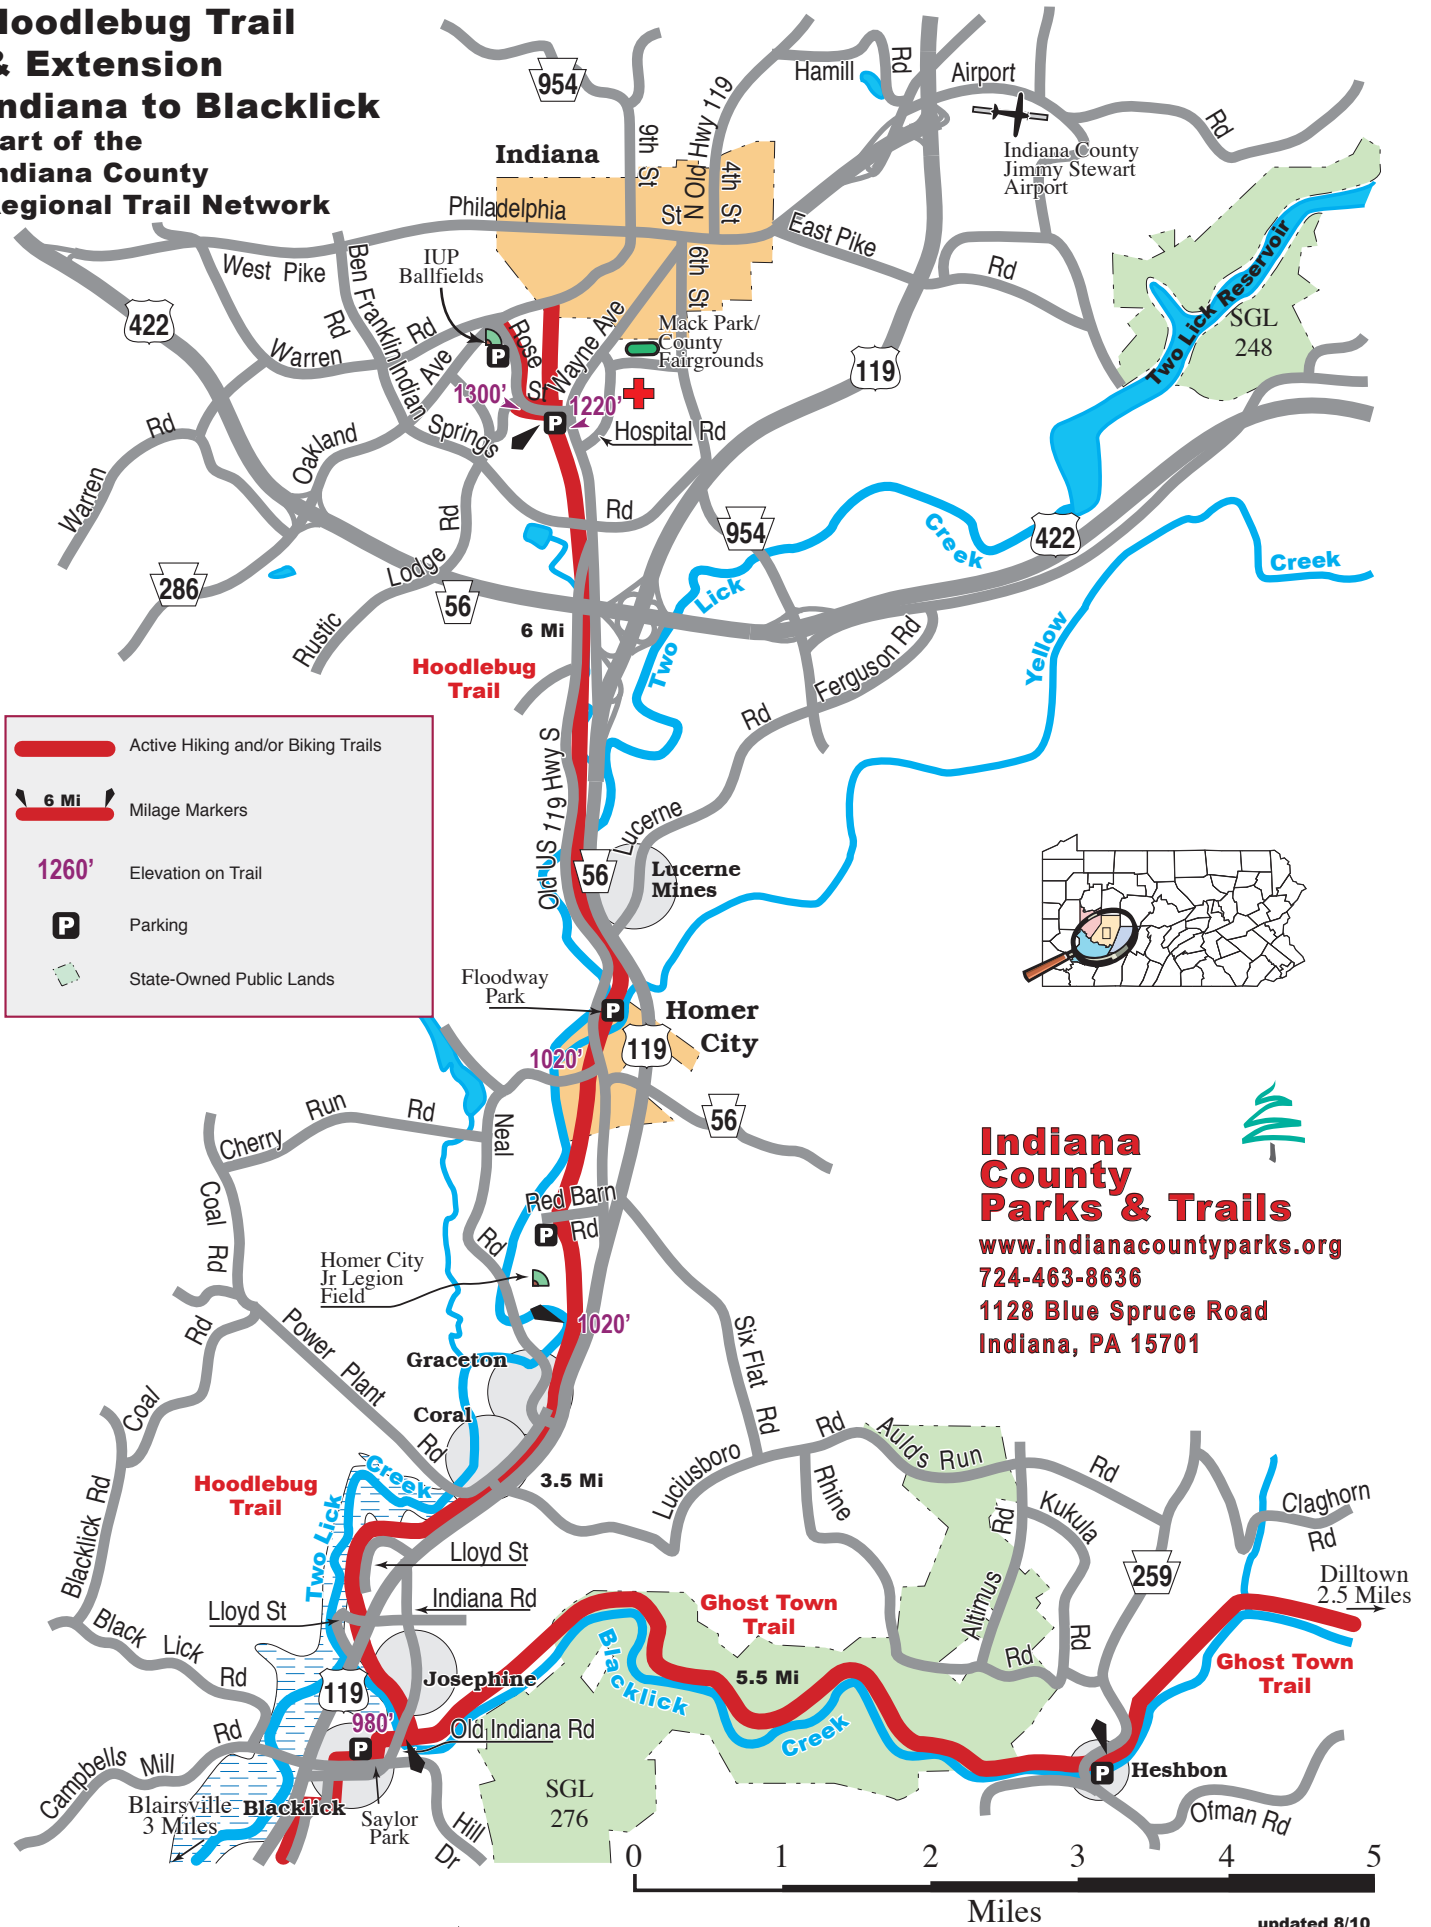 Hoodlebug Trail
& Extension
Indiana to Blacklick
Part of the
Indiana County
Regional Trail Network
954
9th St
N Old Hwy 119
4th St
Hamill Rd
Airport Rd
Indiana County
Jimmy Stewart
Airport
Indiana
Philadelphia St
East Pike Rd
6th St
Two Lick Reservoir
SGL
248
West Pike
Rd
Ben Franklin
Rd
IUP
Ballfields
422
Warren
Rose St
Wayne Ave
Mack Park/
County
Fairgrounds
119
Ave
Indian Springs
Rd
P
1300'
1220'
P
Hospital Rd
Oakland
Warren Rd
Rd
954
Creek
422
Creek
286
Rustic
Lodge
Rd
56
Lick
Two
Yellow
6 Mi
Hoodlebug
Trail
Ferguson Rd
Rd
Lucerne
Old US 119 Hwy S
56
Lucerne
Mines
Active Hiking and/or Biking Trails
6 Mi
Milage Markers
1260'
Elevation on Trail
P
Parking
State-Owned Public Lands
Floodway
Park
P
Homer
City
119
1020'
56
Cherry Run Rd
Neal
Rd
Coal Rd
Red Barn
Rd
P
Homer City
Jr Legion
Field
1020'
Indiana
County
Parks & Trails
www.indianacountyparks.org
724-463-8636
1128 Blue Spruce Road
Indiana, PA 15701
Coal
Rd
Power Plant
Rd
Graceton
Coral
Six Flat Rd
3.5 Mi
Hoodlebug
Trail
Creek
Two Lick
Luciusboro
Rd
Aulds Run
Rd
Rhine
Kukula
Rd
Altimus
Rd
Rd
259
Claghorn
Rd
Dilltown
2.5 Miles
Blacklick Rd
Lloyd St
Indiana Rd
Lloyd St
Black Lick
Rd
Ghost Town
Trail
Blacklick
Creek
5.5 Mi
Ghost Town
Trail
119
Josephine
980'
P
Old Indiana Rd
Campbells Mill
Rd
Blairsville
3 Miles
Blacklick
Saylor
Park
Hill
Dr
SGL
276
P
Heshbon
Ofman Rd
0 1 2 3 4 5
Miles
updated 8/10